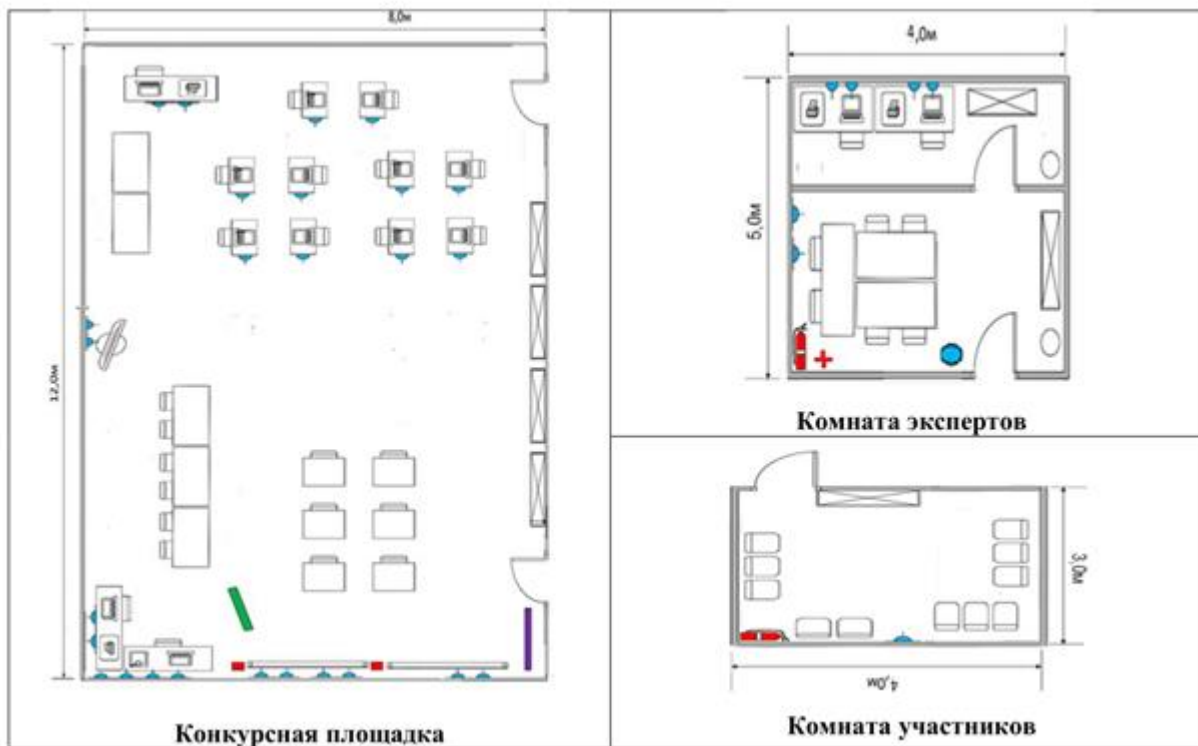 8,0м
12,0м
Конкурсная площадка
4,0м
5,0м
Комната экспертов
3,0м
4,0м
Комната участников